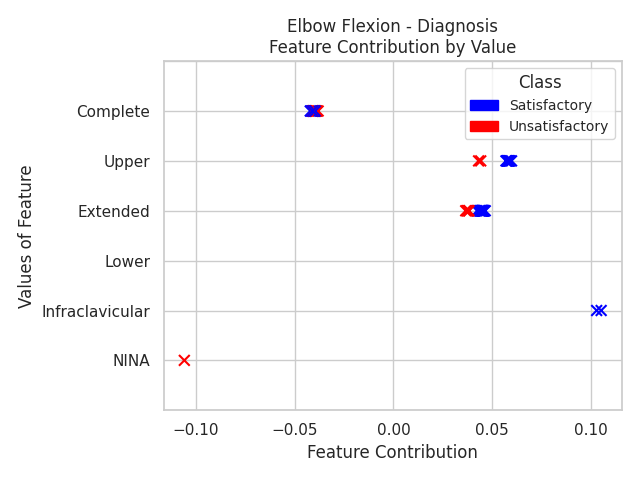 Elbow Flexion - Diagnosis
Feature Contribution by Value
Class
Satisfactory
Unsatisfactory
Values of Feature
Complete
Upper
Extended
Lower
Infraclavicular
NINA
−0.10
−0.05
0.00
0.05
0.10
Feature Contribution